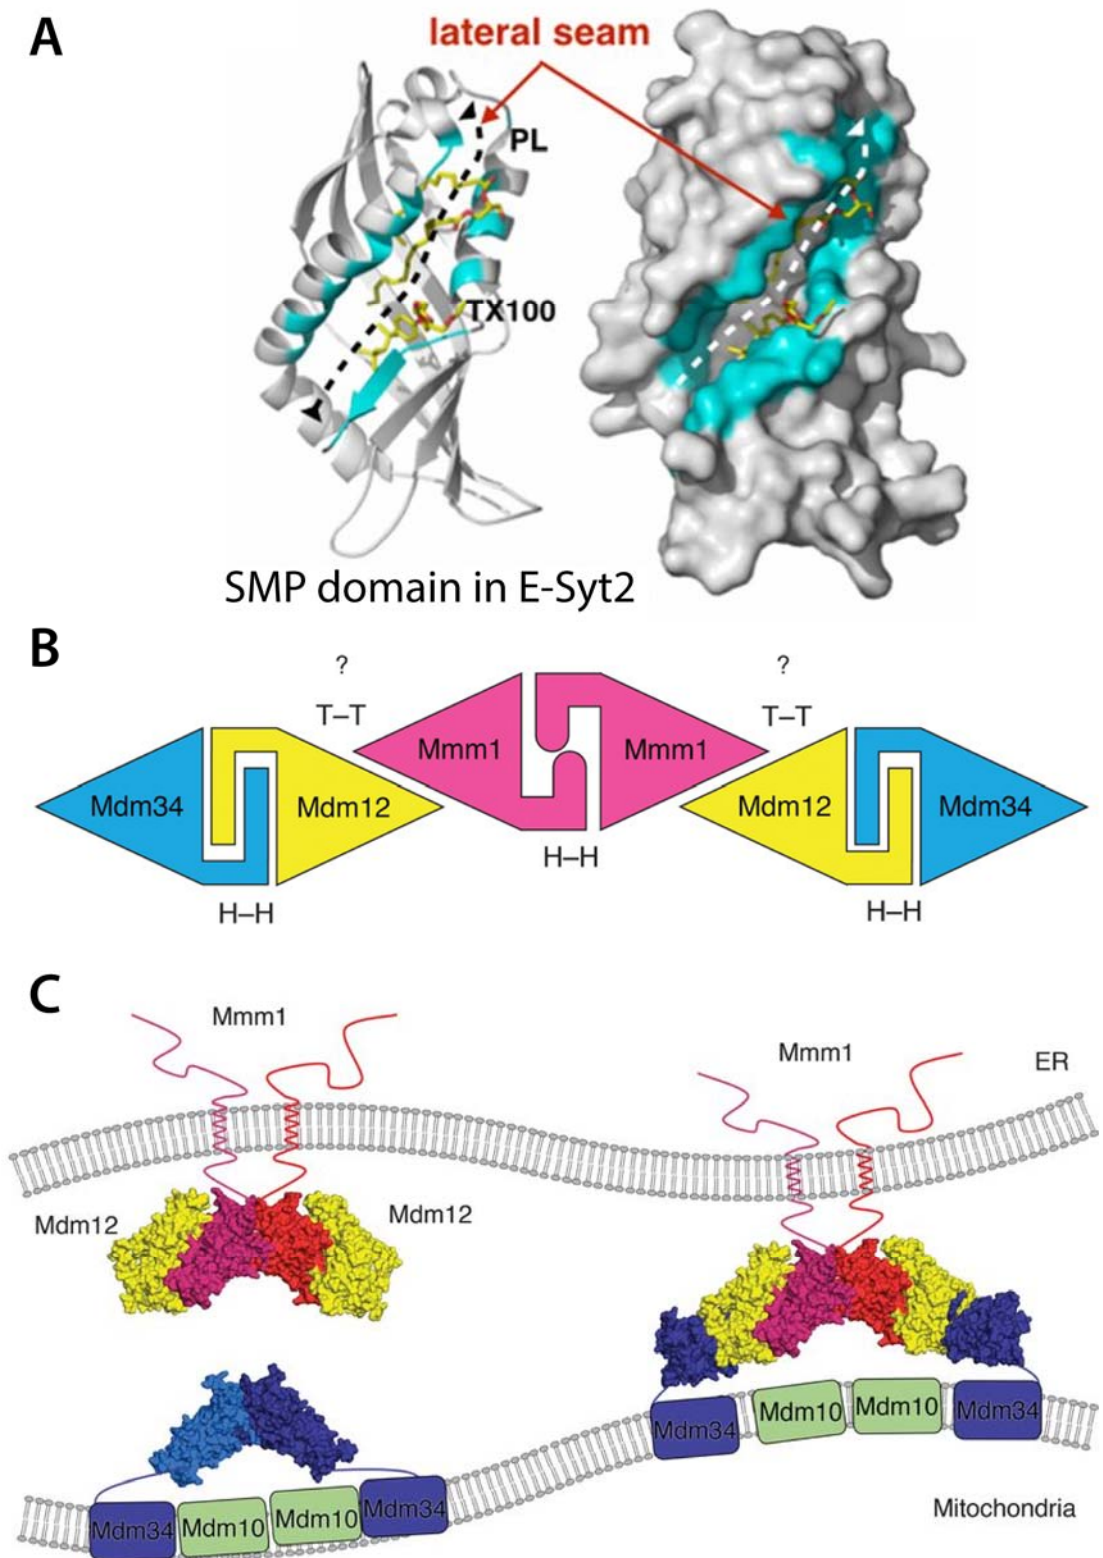 A
lateral seam
PL
TX100
SMP domain in E-Syt2
B
? ?
T–T T–T
Mmm1 Mmm1
Mdm34 Mdm12 Mdm12 Mdm34
H–H
H–H H–H
C
Mmm1
Mmm1
ER
Mdm12 Mdm12
Mdm34 Mdm10 Mdm10 Mdm34
Mitochondria
Mdm34 Mdm10 Mdm10 Mdm34